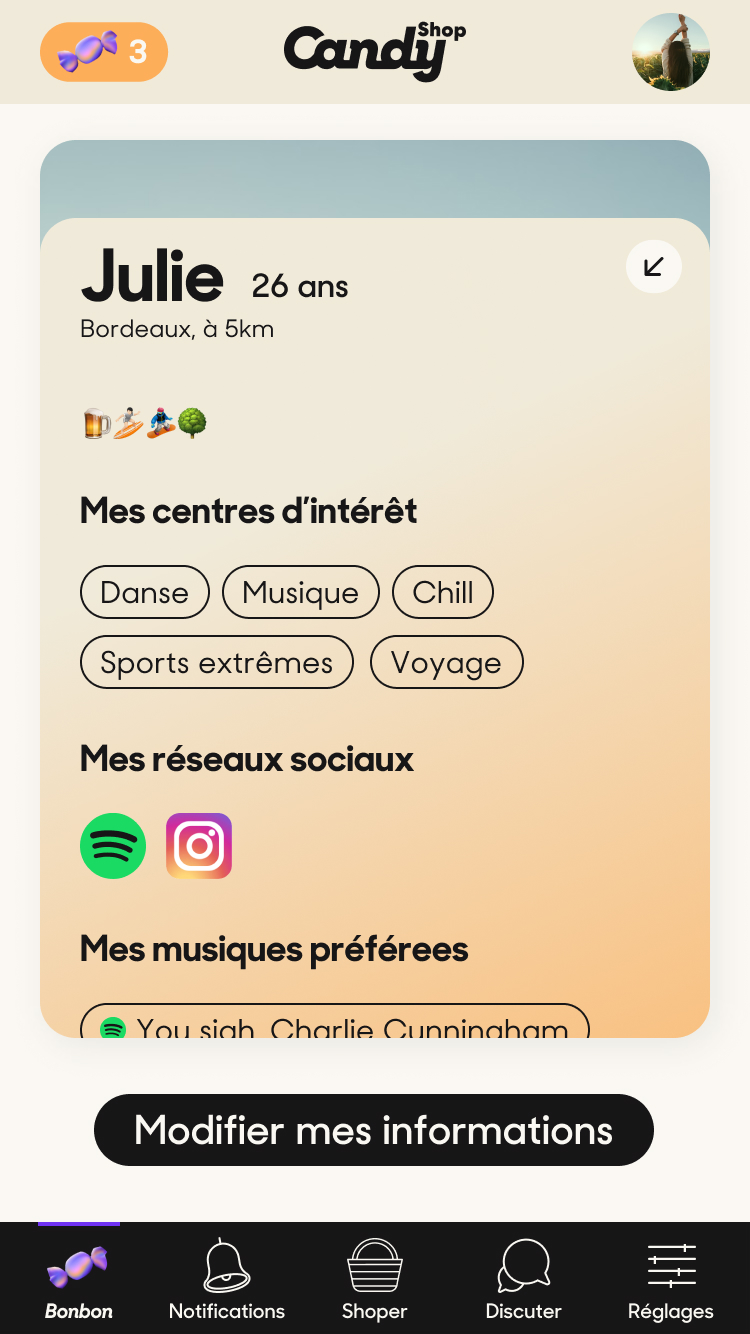 3
Candy Shop
Julie 26 ans
Bordeaux, à 5km
Mes centres d'intérêt
Danse Musique Chill
Sports extrêmes Voyage
Mes réseaux sociaux
Mes musiques préférees
You sigh Charlie Cunningham
Modifier mes informations
Bonbon Notifications Shoper Discuter Réglages